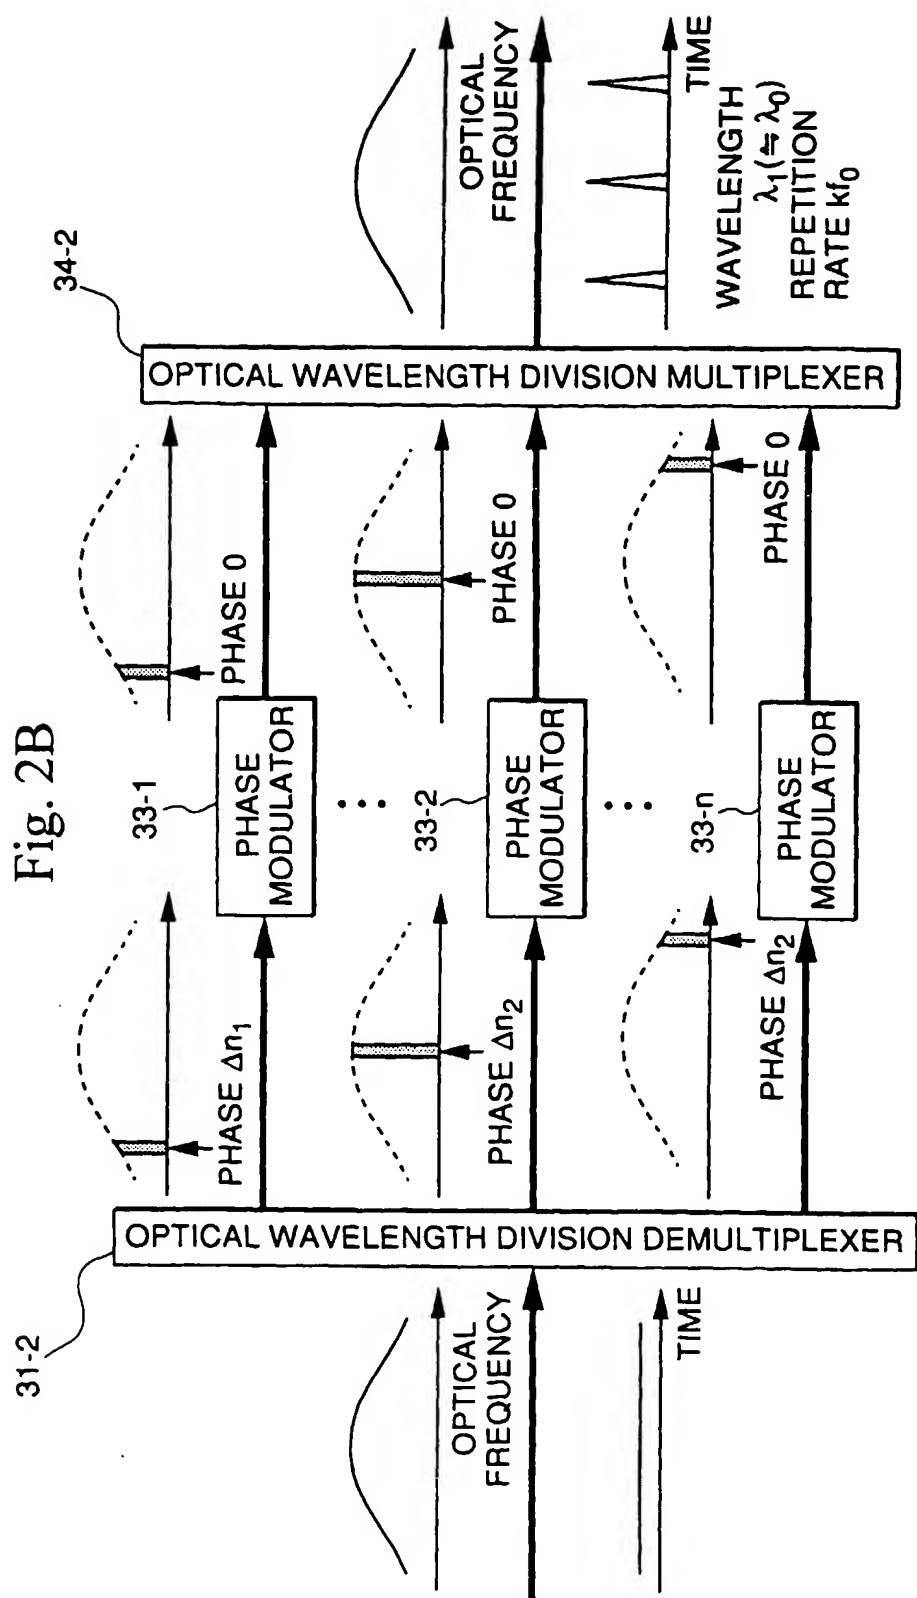 Fig. 2B
31-2
OPTICAL
FREQUENCY
TIME
OPTICAL WAVELENGTH DIVISION DEMULTIPLEXER
PHASE Δn1
PHASE Δn2
PHASE Δn2
33-1
PHASE
MODULATOR
33-2
PHASE
MODULATOR
33-n
PHASE
MODULATOR
PHASE 0
PHASE 0
PHASE 0
34-2
OPTICAL WAVELENGTH DIVISION MULTIPLEXER
OPTICAL
FREQUENCY
TIME
WAVELENGTH
λ1(≒ λ0)
REPETITION
RATE kf0